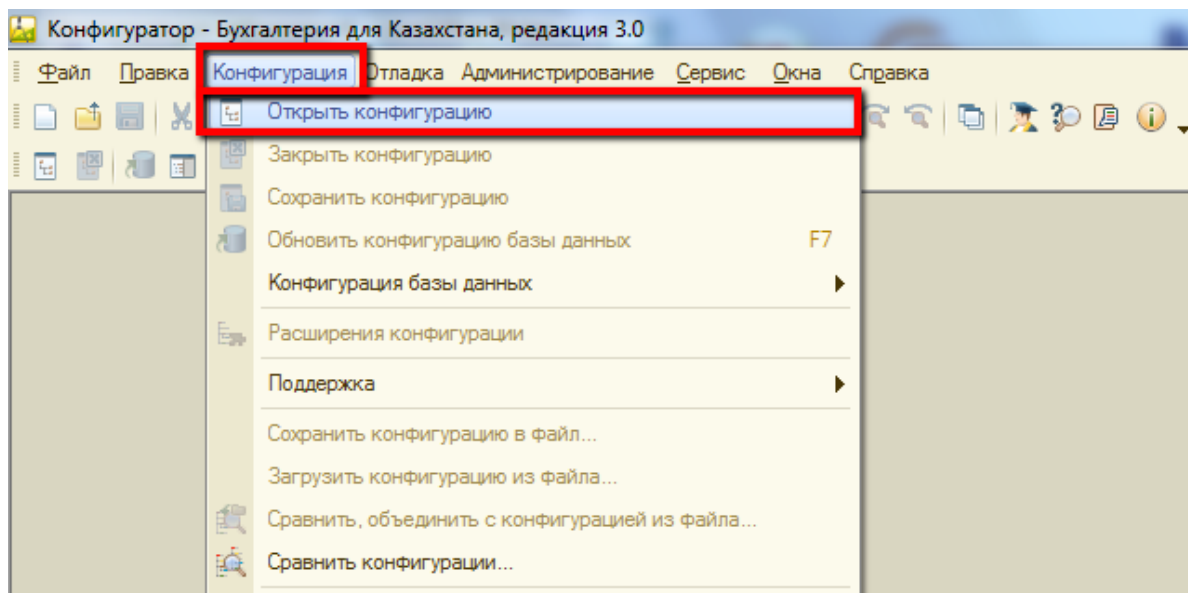 Конфигуратор - Бухгалтерия для Казахстана, редакция 3.0
Файл Правка Конфигурация Отладка Администрирование Сервис Окна Справка
Открыть конфигурацию
Закрыть конфигурацию
Сохранить конфигурацию
Обновить конфигурацию базы данных F7
Конфигурация базы данных
Расширения конфигурации
Поддержка
Сохранить конфигурацию в файл...
Загрузить конфигурацию из файла...
Сравнить, объединить с конфигурацией из файла...
Сравнить конфигурации...